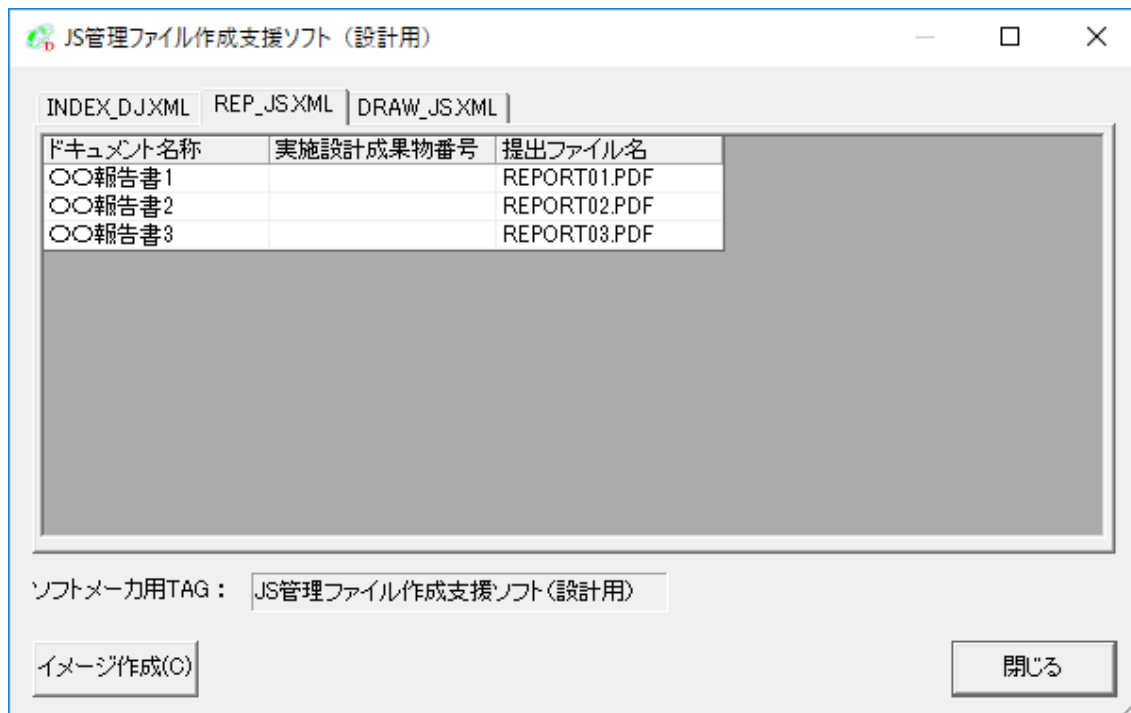 JS管理ファイル作成支援ソフト（設計用）
INDEX_DJ.XML REP_JS.XML DRAW_JS.XML
ドキュメント名称 実施設計成果物番号 提出ファイル名
〇〇報告書1 REPORT01.PDF
〇〇報告書2 REPORT02.PDF
〇〇報告書3 REPORT03.PDF
ソフトメーカ用TAG： JS管理ファイル作成支援ソフト(設計用)
イメージ作成(C) 閉じる